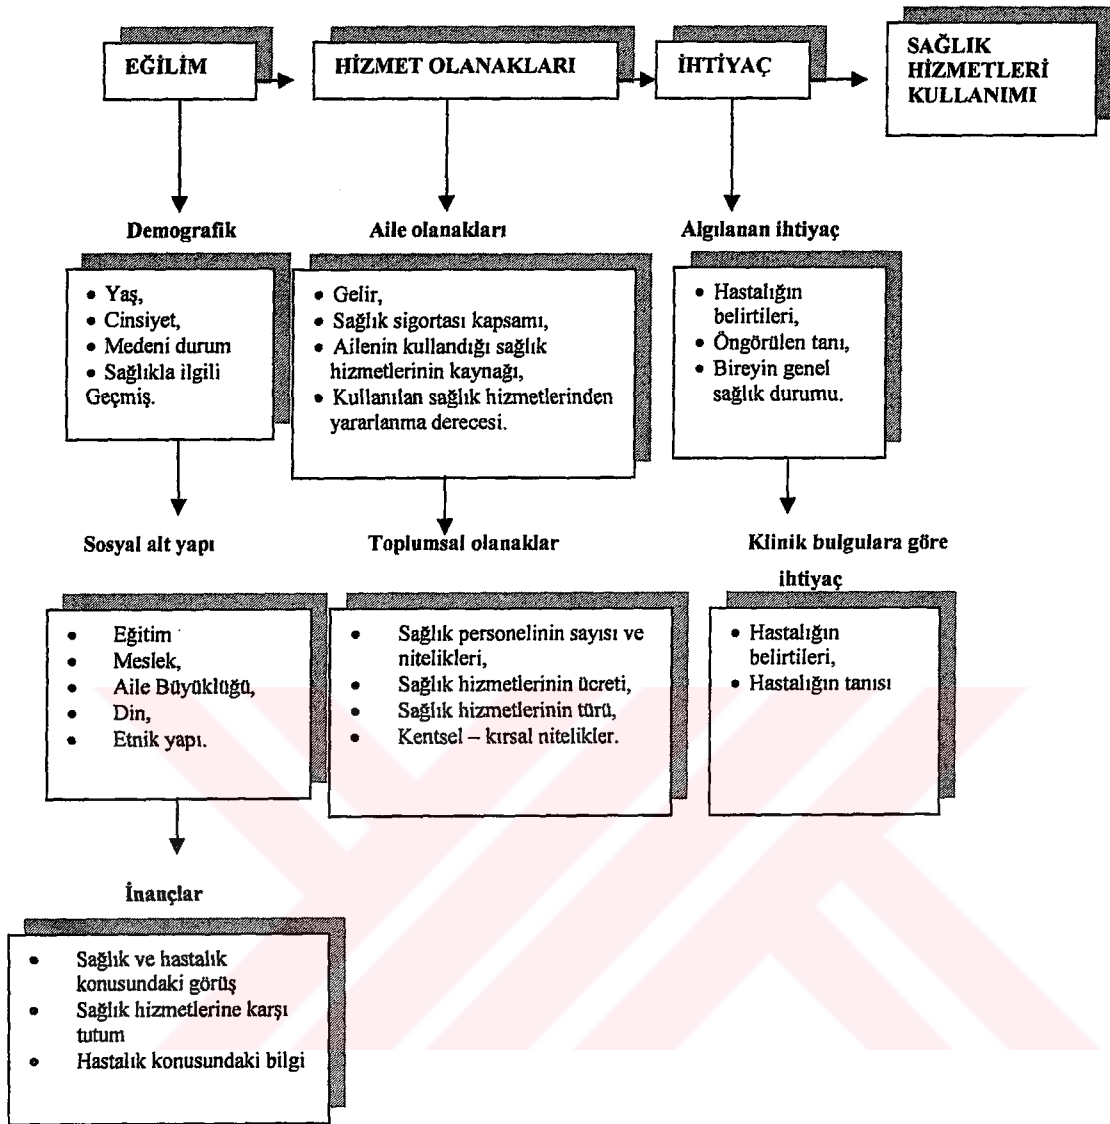 EĞİLİM
HİZMET OLANAKLARI
İHTİYAÇ
SAĞLIK
HİZMETLERİ
KULLANIMI
Demografik
• Yaş,
• Cinsiyet,
• Medeni durum
• Sağlıkla ilgili
Geçmiş.
Aile olanakları
• Gelir,
• Sağlık sigortası kapsamı,
• Ailenin kullandığı sağlık
hizmetlerinin kaynağı,
• Kullanılan sağlık hizmetlerinden
yararlanma derecesi.
Algılanan ihtiyaç
• Hastalığın
belirtileri,
• Öngörülen tanı,
• Bireyin genel
sağlık durumu.
Sosyal alt yapı
• Eğitim
• Meslek,
• Aile Büyüklüğü,
• Din,
• Etnik yapı.
Toplumsal olanaklar
• Sağlık personelinin sayısı ve
nitelikleri,
• Sağlık hizmetlerinin ücreti,
• Sağlık hizmetlerinin türü,
• Kentsel – kırsal nitelikler.
Klinik bulgulara göre
ihtiyaç
• Hastalığın
belirtileri,
• Hastalığın tanısı
İnançlar
• Sağlık ve hastalık
konusundaki görüş
• Sağlık hizmetlerine karşı
tutum
• Hastalık konusundaki bilgi